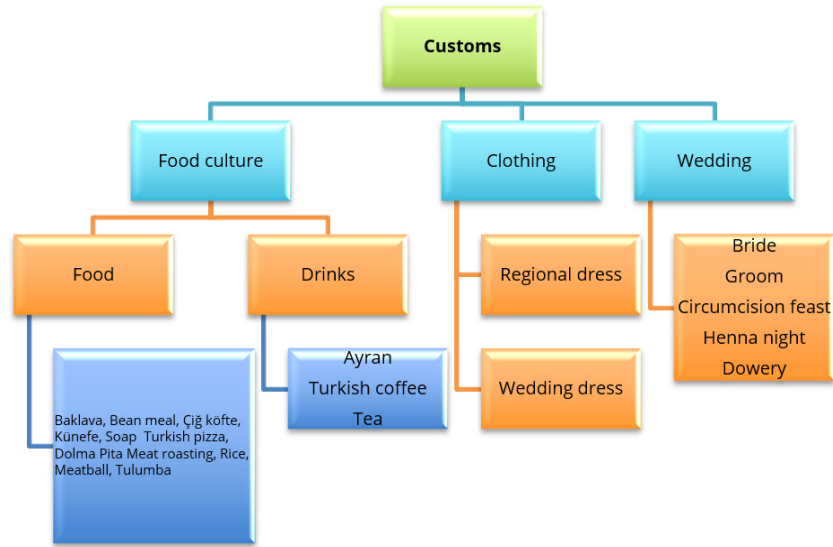 Customs
Food culture
Clothing
Wedding
Food
Drinks
Regional dress
Bride
Groom
Circumcision feast
Henna night
Dowery
Ayran
Turkish coffee
Tea
Wedding dress
Baklava, Bean meal, Çiğ köfte,
Künefe, Soap Turkish pizza,
Dolma Pita Meat roasting, Rice,
Meatball, Tulumba